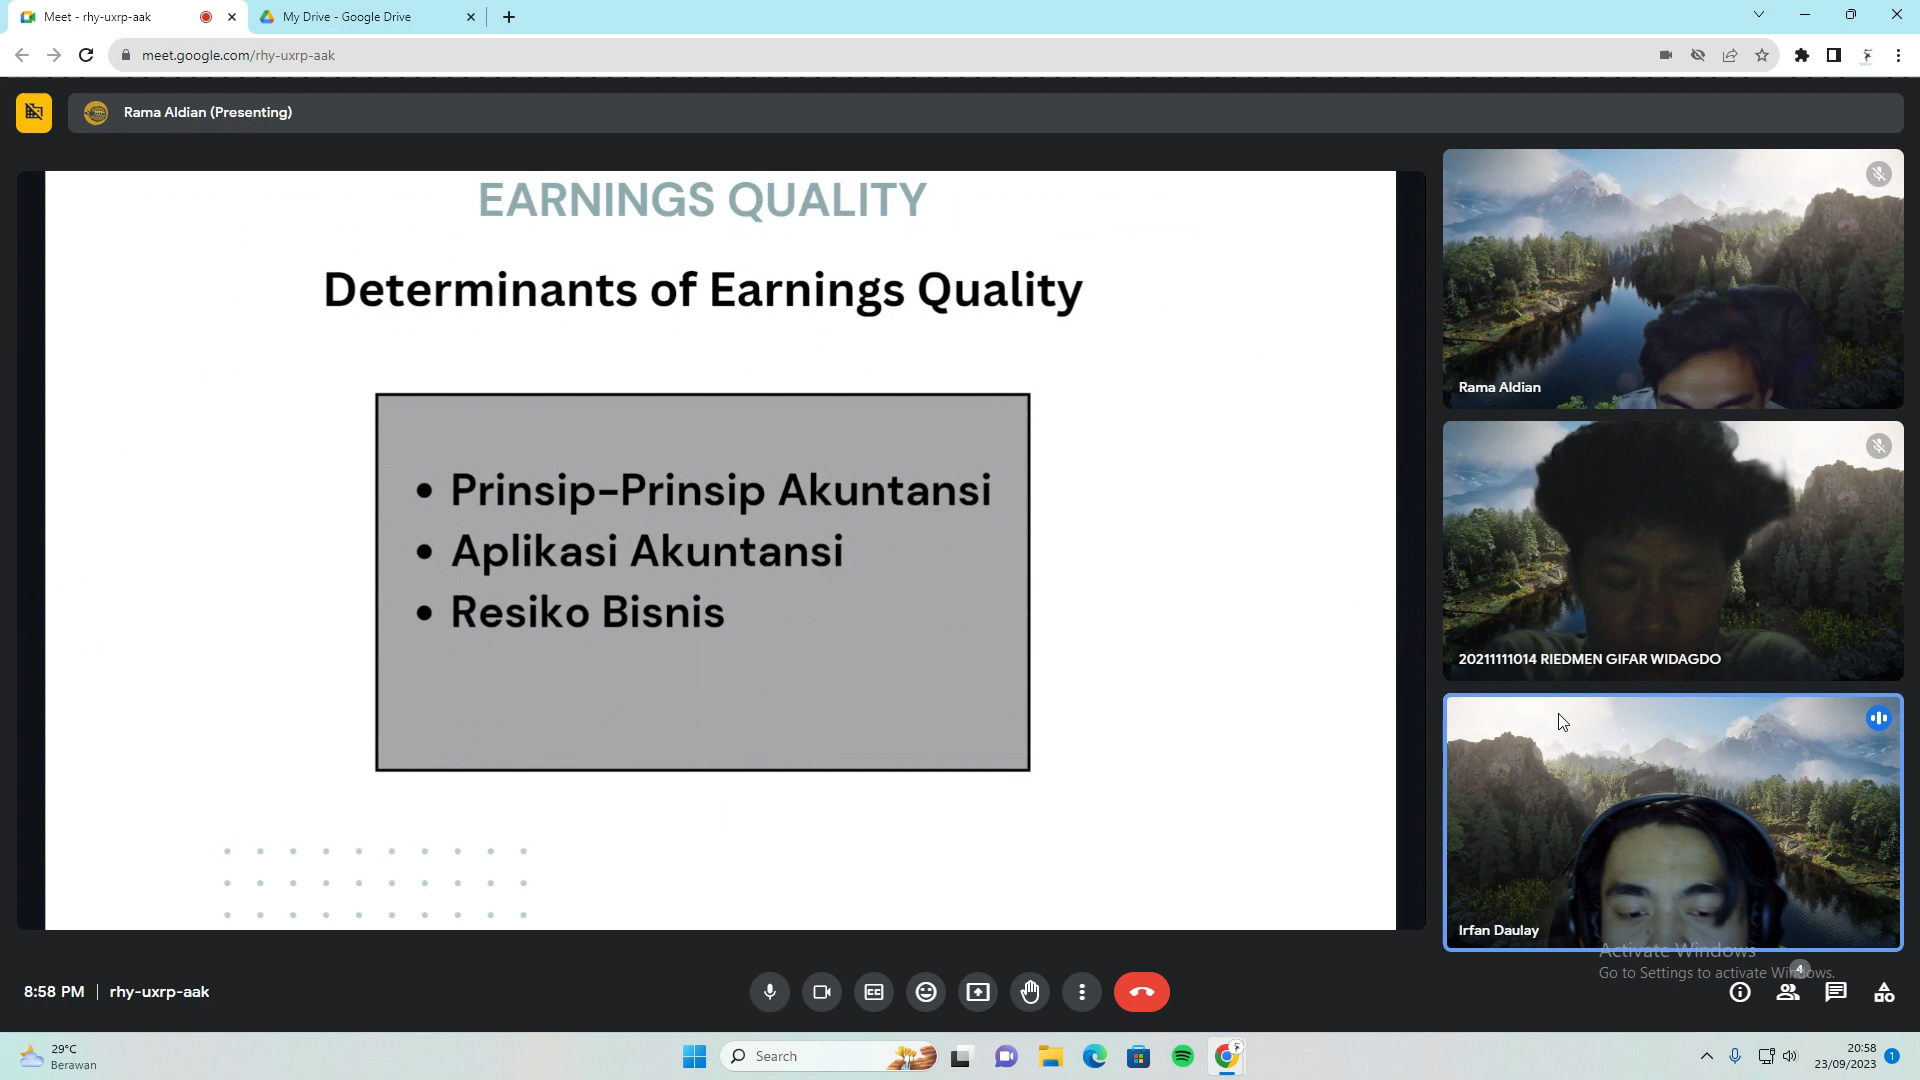 Meet - rhy-uxrp-aak
My Drive - Google Drive
meet.google.com/rhy-uxrp-aak
Rama Aldian (Presenting)
EARNINGS QUALITY
Determinants of Earnings Quality
• Prinsip-Prinsip Akuntansi
• Aplikasi Akuntansi
• Resiko Bisnis
Rama Aldian
20211111014 RIEDMEN GIFAR WIDAGDO
Irfan Daulay
Activate Windows
Go to Settings to activate Windows.
4
8:58 PM | rhy-uxrp-aak
29°C
Berawan
Search
20:58
23/09/2023
1